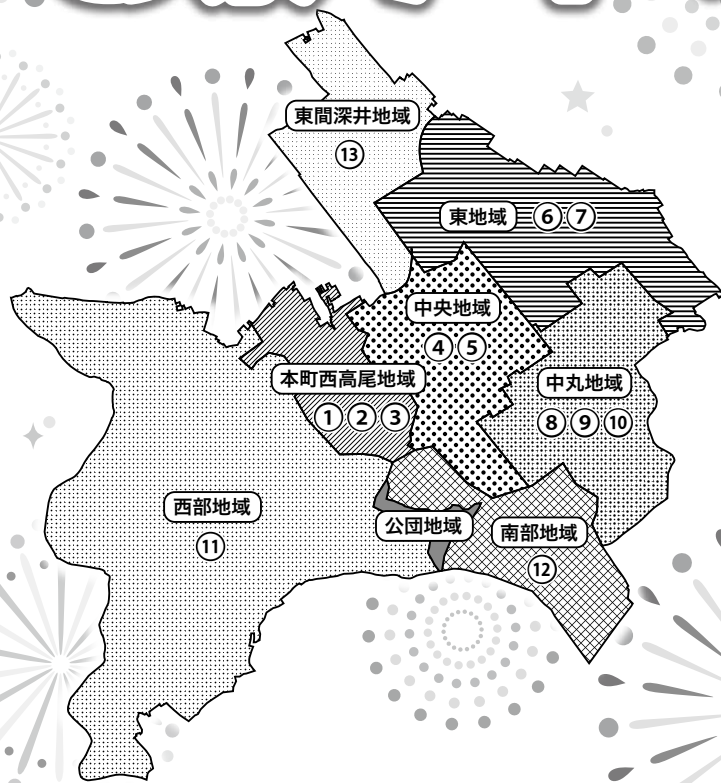 東間深井地域
⑬
東地域 ⑥⑦
中央地域
④⑤
本町西高尾地域
①②③
中丸地域
⑧⑨⑩
西部地域
⑪
公団地域
南部地域
⑫